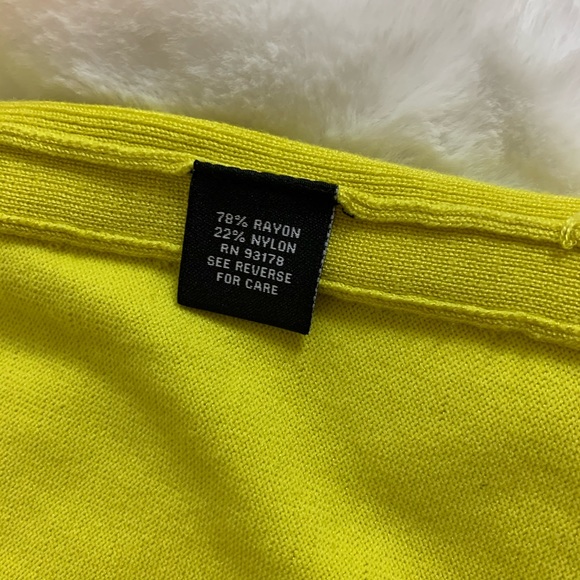 78% RAYON
22% NYLON
RN 93178
SEE REVERSE
FOR CARE